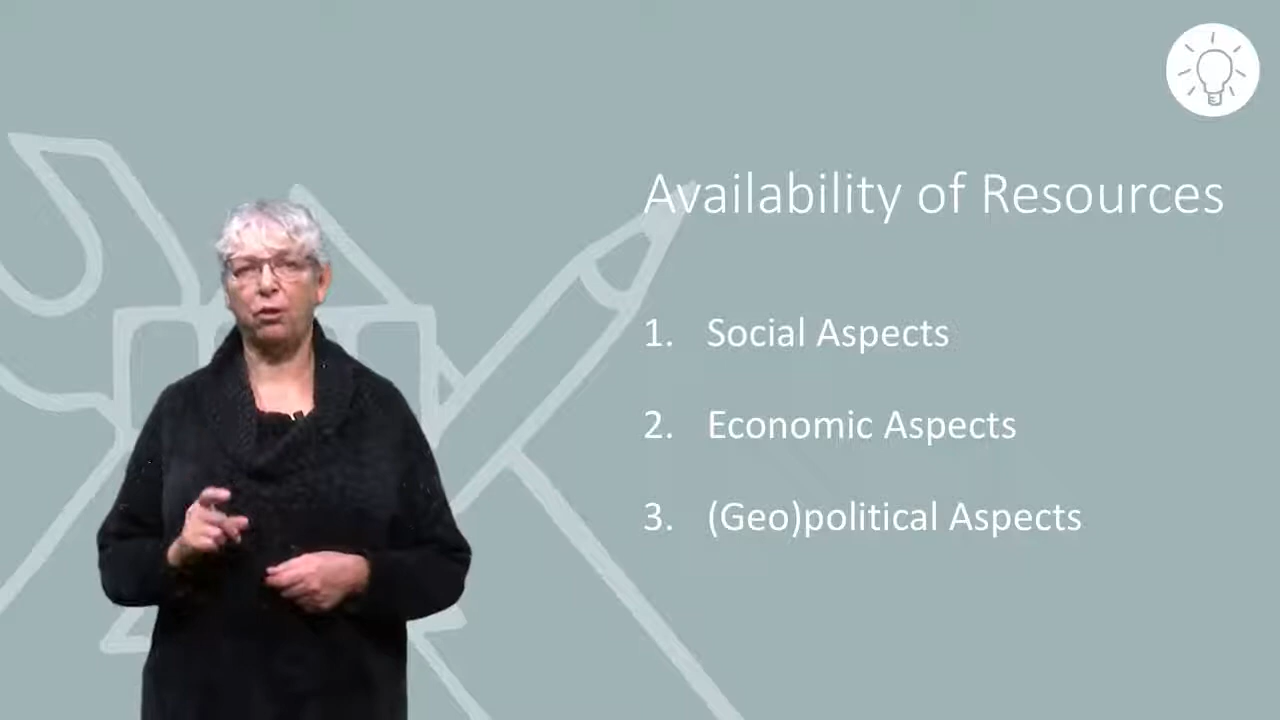 Availability of Resources
1. Social Aspects
2. Economic Aspects
3. (Geo)political Aspects